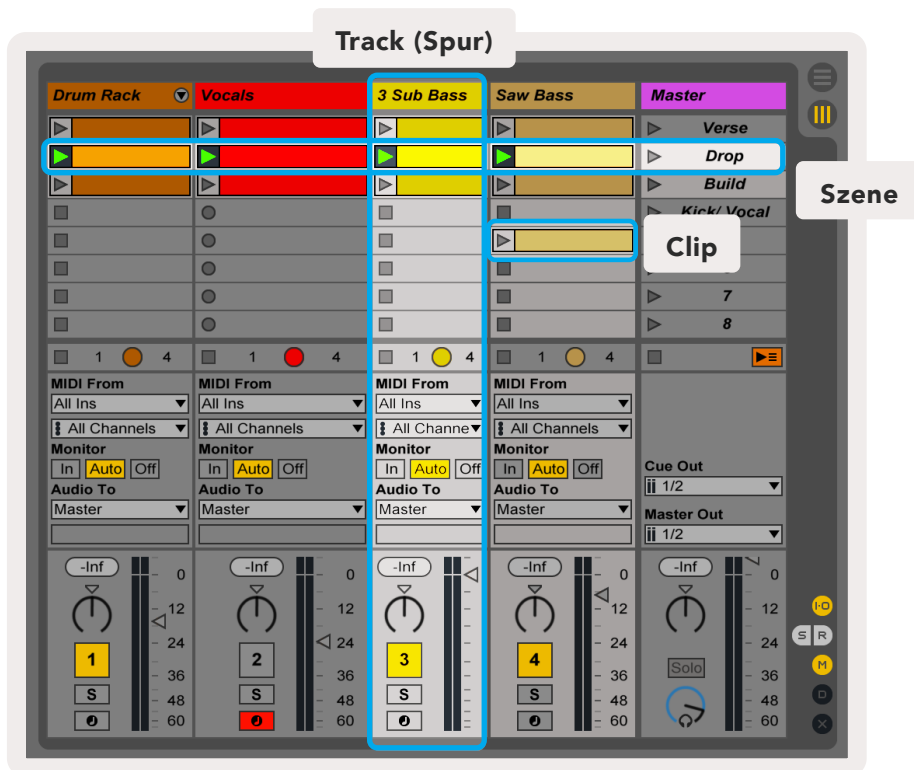 Track (Spur)
Drum Rack Vocals 3 Sub Bass Saw Bass Master
Verse
Drop
Szene
Build
Kick/ Vocal
Clip
7
8
1 4 1 4 1 4 1 4
MIDI From MIDI From MIDI From MIDI From
All Ins All Ins All Ins All Ins
All Channels All Channels All Channe All Channels
Monitor Monitor Monitor Monitor
In Auto Off In Auto Off In Auto Off In Auto Off
Cue Out
Audio To Audio To Audio To Audio To
1/2
Master Master Master Master
Master Out
1/2
-Inf -Inf -Inf -Inf -Inf
0 0 0 0
12 12 12 12
I·O
S R
24 24 24 24
1 2 3 4 Solo
M
36 36 36 36
S S S S
D
48 48 48 48
60 60 60 60
X